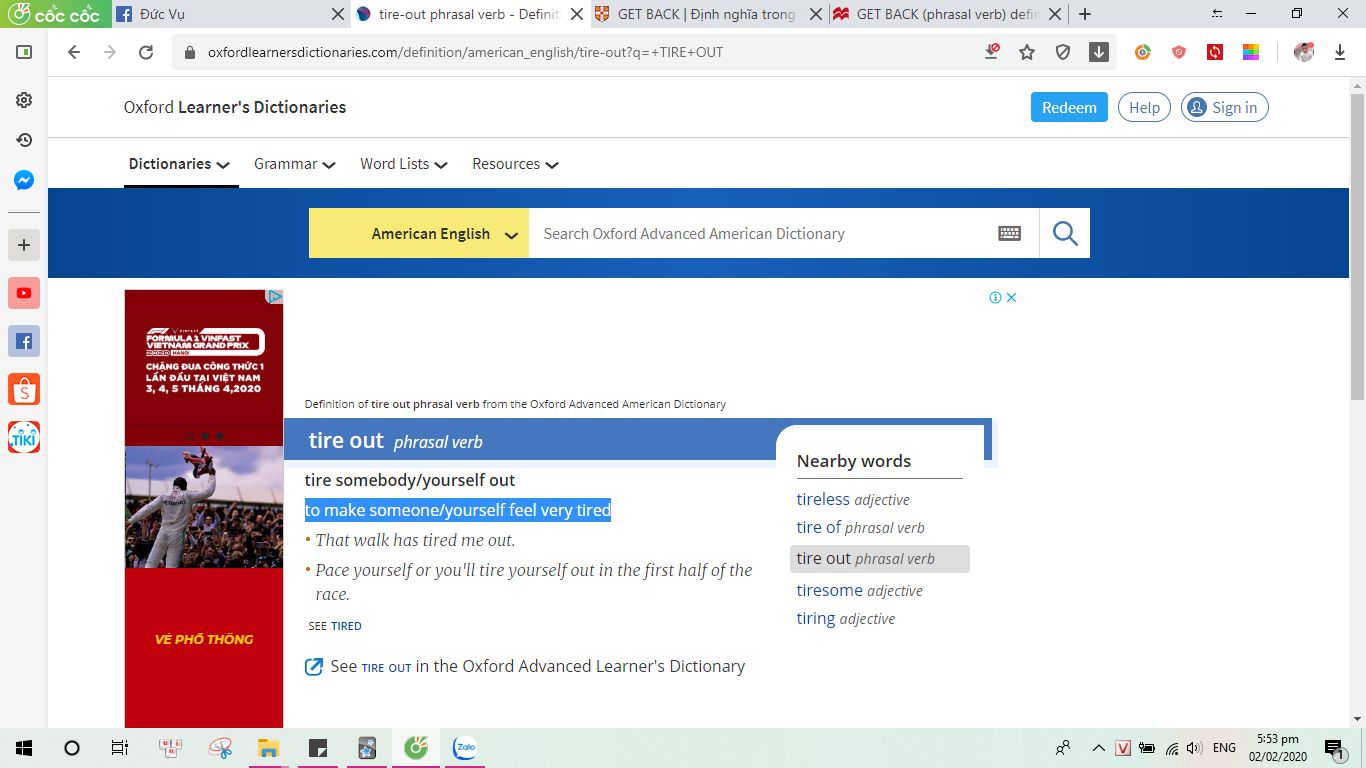 cốc cốc
Đức Vụ
tire-out phrasal verb - Definit
GET BACK | Định nghĩa trong
GET BACK (phrasal verb) defin
oxfordlearnersdictionaries.com/definition/american_english/tire-out?q=+TIRE+OUT
Oxford Learner's Dictionaries
Redeem
Help
Sign in
Dictionaries
Grammar
Word Lists
Resources
American English
Search Oxford Advanced American Dictionary
FORMULA 1 VINFAST
VIETNAM GRAND PRIX
2020 HANOI
CHẶNG ĐUA CÔNG THỨC 1
LẦN ĐẦU TẠI VIỆT NAM
3, 4, 5 THÁNG 4,2020
VÉ PHỔ THÔNG
Definition of tire out phrasal verb from the Oxford Advanced American Dictionary
tire out phrasal verb
tire somebody/yourself out
to make someone/yourself feel very tired
• That walk has tired me out.
• Pace yourself or you'll tire yourself out in the first half of the
race.
SEE TIRED
See TIRE OUT in the Oxford Advanced Learner's Dictionary
Nearby words
tireless adjective
tire of phrasal verb
tire out phrasal verb
tiresome adjective
tiring adjective
TIKI
Zalo
V
ENG
5:53 pm
02/02/2020
1